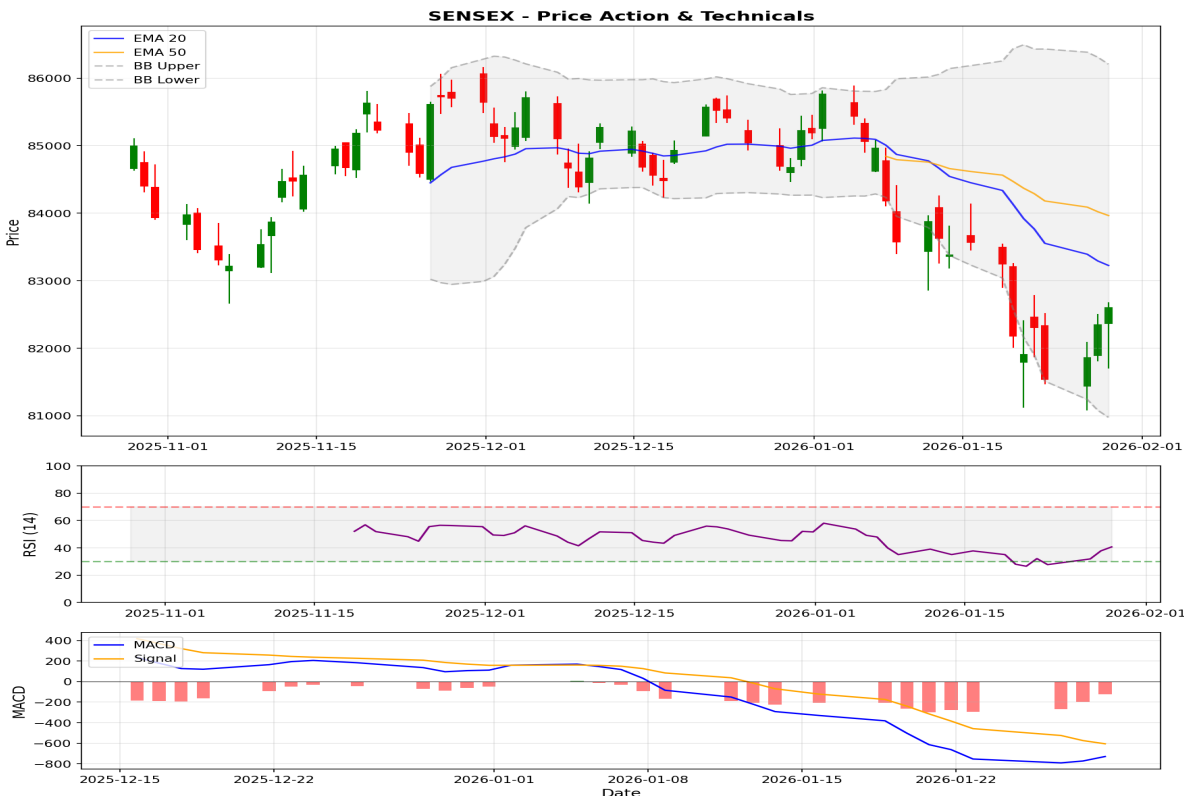 SENSEX - Price Action & Technicals
EMA 20
EMA 50
BB Upper
BB Lower
86000
85000
84000
83000
82000
81000
Price
2025-11-01 2025-11-15 2025-12-01 2025-12-15 2026-01-01 2026-01-15 2026-02-01
100
80
60
40
20
0
RSI (14)
2025-11-01 2025-11-15 2025-12-01 2025-12-15 2026-01-01 2026-01-15 2026-02-01
MACD
Signal
400
200
0
−200
−400
−600
−800
MACD
2025-12-15 2025-12-22 2026-01-01 2026-01-08 2026-01-15 2026-01-22
Date